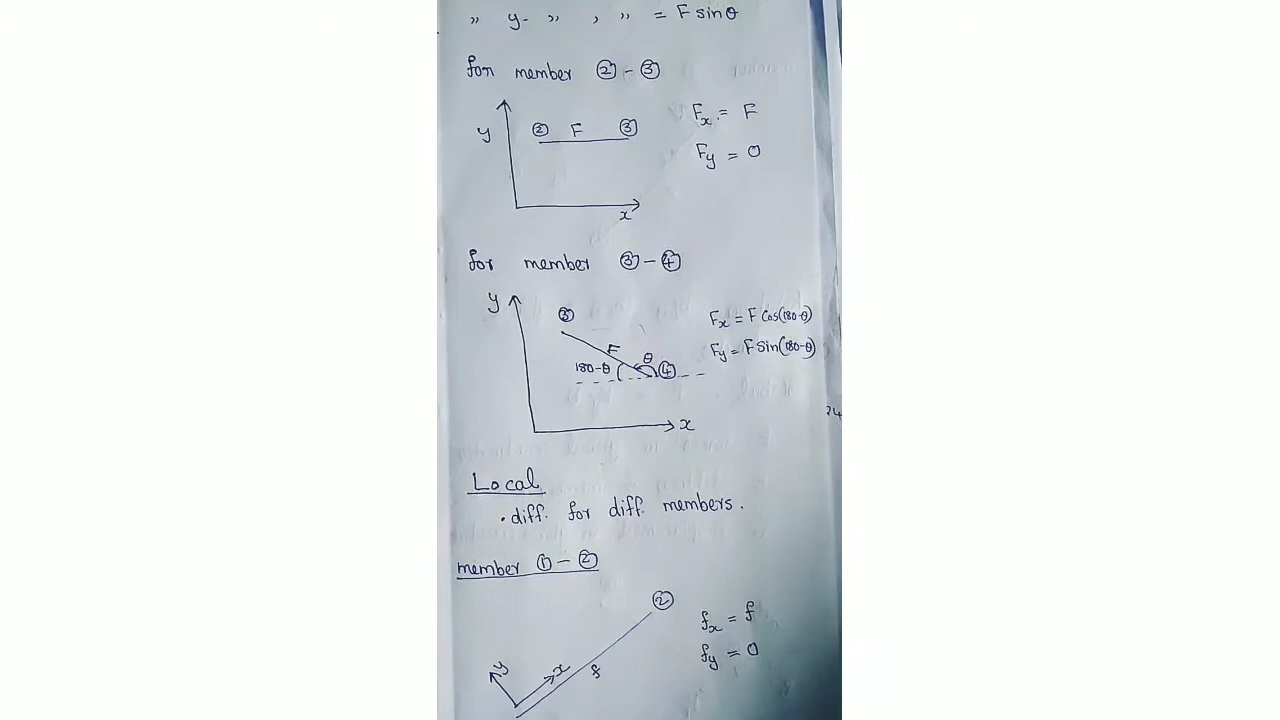 ,, y- ,, , ,, = F sinθ
for member ② - ③
y ② F ③ x
Fx = F
Fy = 0
for member ③ - ④
y ③ F θ 180-θ ④ x
Fx = F Cos(180-θ)
Fy = F Sin(180-θ)
24
Local
• diff. for diff. members.
member ① - ②
② y x f
fx = f
fy = 0